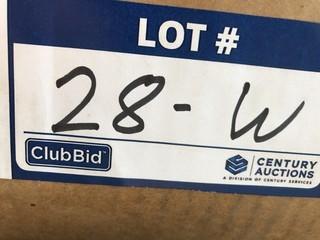 LOT #
28-W
ClubBid
CENTURY
AUCTIONS
A DIVISION OF CENTURY SERVICES